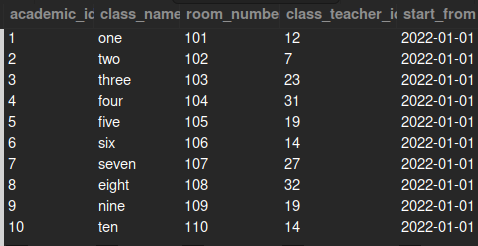 academic_ic class_name room_numbe class_teacher_ic start_from
1 one 101 12 2022-01-01
2 two 102 7 2022-01-01
3 three 103 23 2022-01-01
4 four 104 31 2022-01-01
5 five 105 19 2022-01-01
6 six 106 14 2022-01-01
7 seven 107 27 2022-01-01
8 eight 108 32 2022-01-01
9 nine 109 19 2022-01-01
10 ten 110 14 2022-01-01